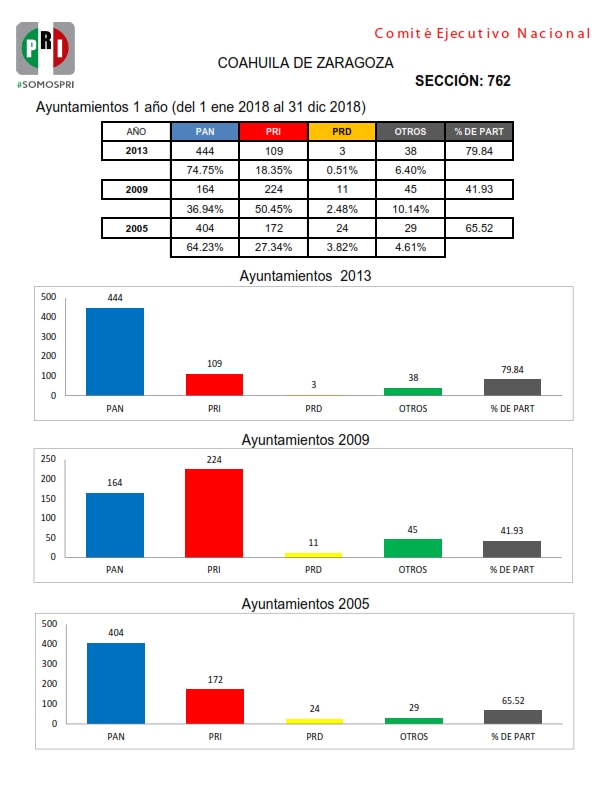 Comité Ejecutivo Nacional
PRI
#SOMOSPRI
COAHUILA DE ZARAGOZA
SECCIÓN: 762
Ayuntamientos 1 año (del 1 ene 2018 al 31 dic 2018)
AÑO PAN PRI PRD OTROS % DE PART
2013 444 109 3 38 79.84
74.75% 18.35% 0.51% 6.40%
2009 164 224 11 45 41.93
36.94% 50.45% 2.48% 10.14%
2005 404 172 24 29 65.52
64.23% 27.34% 3.82% 4.61%
Ayuntamientos 2013
500
400
300
200
100
0
444 109 3 38 79.84
PAN PRI PRD OTROS % DE PART
Ayuntamientos 2009
250
200
150
100
50
0
164 224 11 45 41.93
PAN PRI PRD OTROS % DE PART
Ayuntamientos 2005
500
400
300
200
100
0
404 172 24 29 65.52
PAN PRI PRD OTROS % DE PART